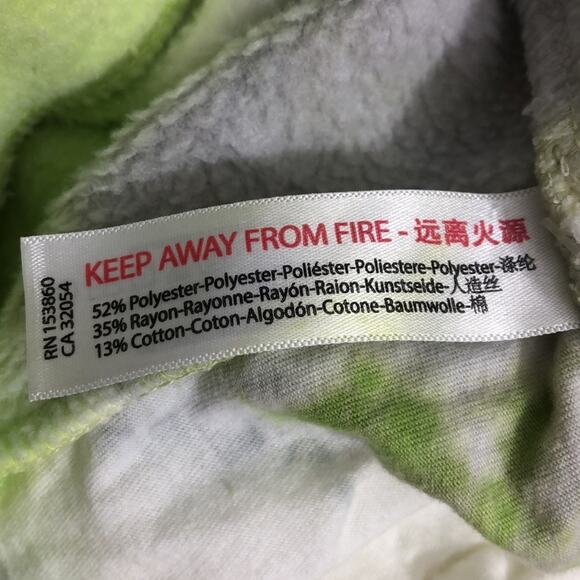 RN 153860
CA 32054
KEEP AWAY FROM FIRE - 远离火源
52% Polyester-Polyester-Poliéster-Poliestere-Polyester-涤纶
35% Rayon-Rayonne-Rayón-Raion-Kunstseide-人造丝
13% Cotton-Coton-Algodón-Cotone-Baumwolle-棉